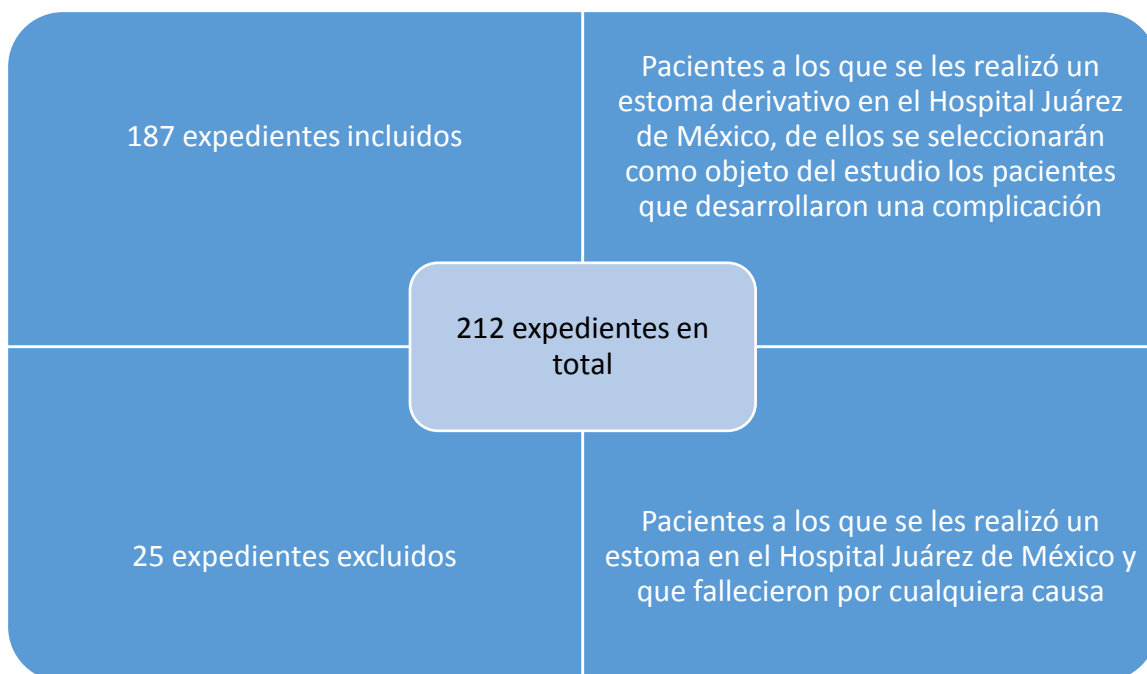 187 expedientes incluidos
Pacientes a los que se les realizó un
estoma derivativo en el Hospital Juárez
de México, de ellos se seleccionarán
como objeto del estudio los pacientes
que desarrollaron una complicación
212 expedientes en
total
25 expedientes excluidos
Pacientes a los que se les realizó un
estoma en el Hospital Juárez de México y
que fallecieron por cualquiera causa